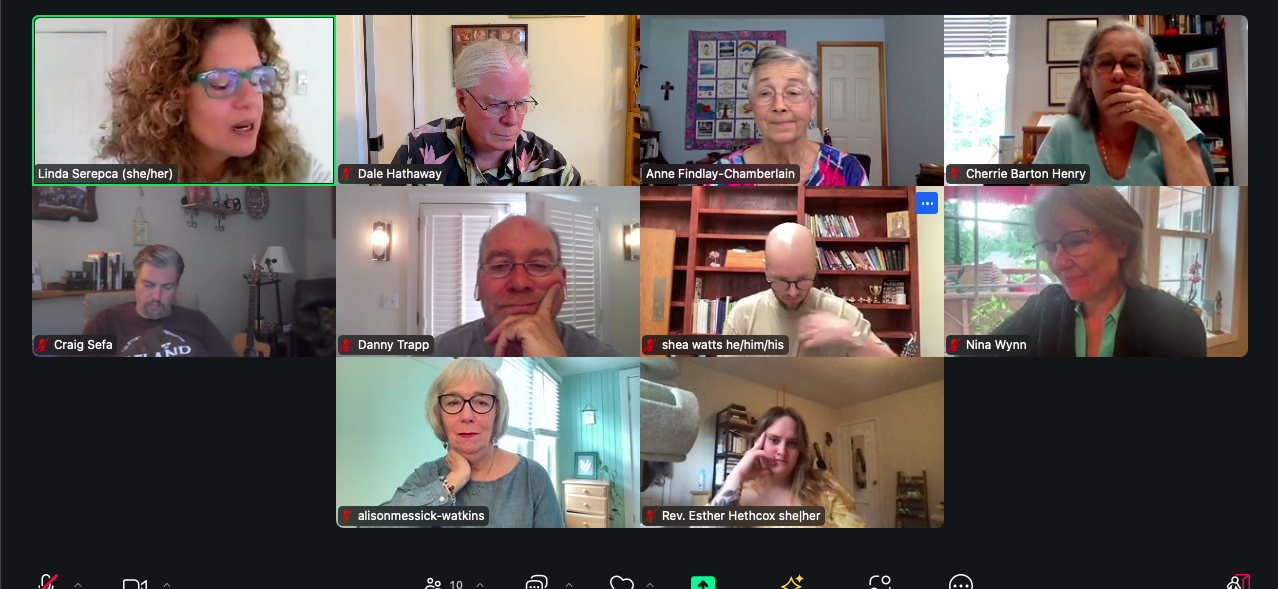 Linda Serepca (she/her)
Dale Hathaway
Anne Findlay-Chamberlain
Cherrie Barton Henry
Craig Sefa
Danny Trapp
shea watts he/him/his
Nina Wynn
alisonmessick-watkins
Rev. Esther Hethcox she|her
10